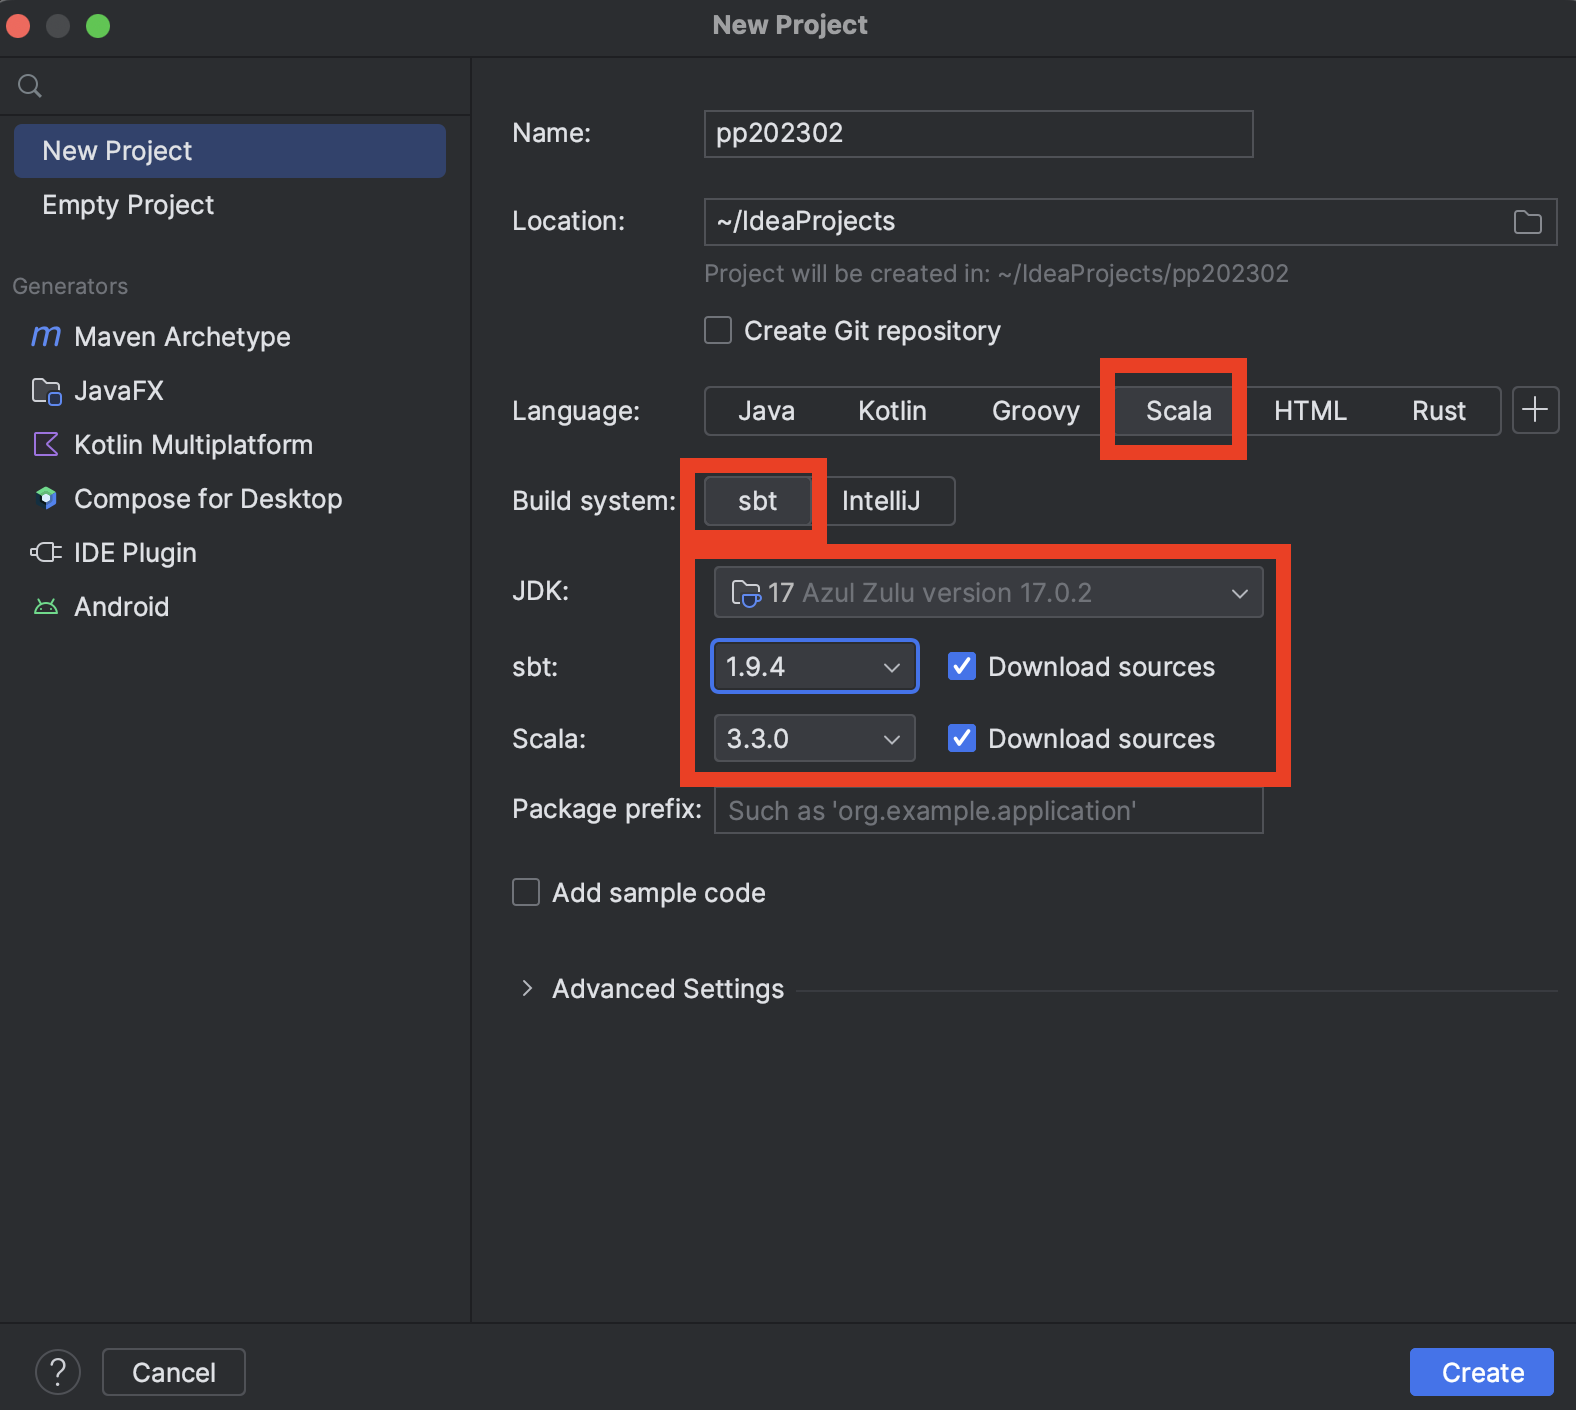 New Project
New Project
Empty Project
Generators
Maven Archetype
JavaFX
Kotlin Multiplatform
Compose for Desktop
IDE Plugin
Android
Name: pp202302
Location: ~/IdeaProjects
Project will be created in: ~/IdeaProjects/pp202302
Create Git repository
Language: Java Kotlin Groovy Scala HTML Rust
Build system: sbt IntelliJ
JDK: 17 Azul Zulu version 17.0.2
sbt: 1.9.4 Download sources
Scala: 3.3.0 Download sources
Package prefix: Such as 'org.example.application'
Add sample code
Advanced Settings
? Cancel Create